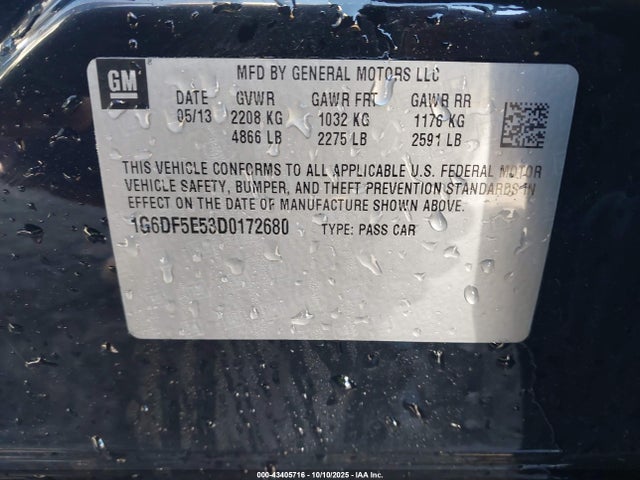 GM
MFD BY GENERAL MOTORS LLC
DATE GVWR GAWR FRT GAWR RR
05/13 2208 KG 1032 KG 1176 KG
4866 LB 2275 LB 2591 LB
THIS VEHICLE CONFORMS TO ALL APPLICABLE U.S. FEDERAL MOTOR
VEHICLE SAFETY, BUMPER, AND THEFT PREVENTION STANDARDS IN
EFFECT ON THE DATE OF MANUFACTURE SHOWN ABOVE.
1G6DF5E53D0172680 TYPE: PASS CAR
000-43405716 - 10/10/2025 - IAA Inc.